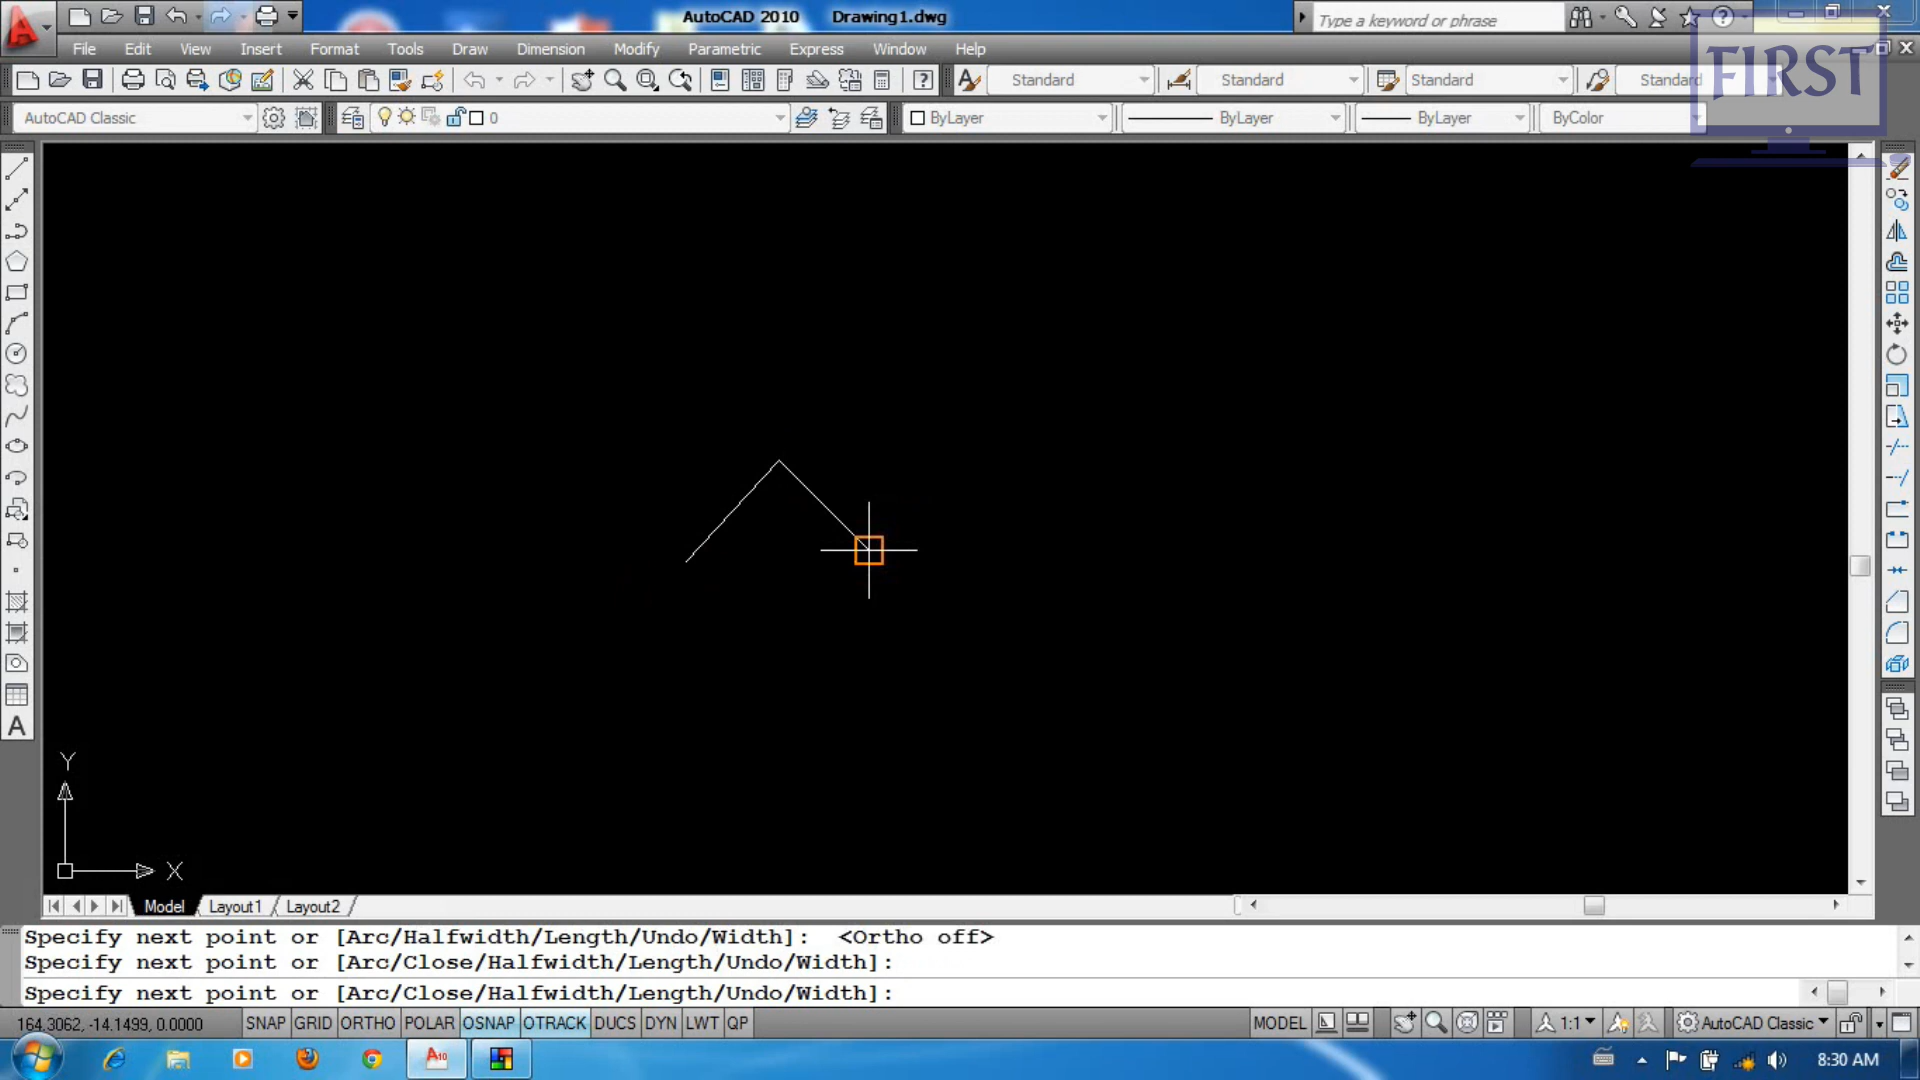 AutoCAD 2010 Drawing1.dwg
Type a keyword or phrase
File Edit View Insert Format Tools Draw Dimension Modify Parametric Express Window Help
Standard Standard Standard Standard
FIRST
AutoCAD Classic
0
ByLayer ByLayer ByLayer ByColor
A
Y
X
Model Layout1 Layout2
Specify next point or [Arc/Halfwidth/Length/Undo/Width]: <Ortho off>
Specify next point or [Arc/Close/Halfwidth/Length/Undo/Width]:
Specify next point or [Arc/Close/Halfwidth/Length/Undo/Width]:
164.3062, -14.1499, 0.0000 SNAP GRID ORTHO POLAR OSNAP OTRACK DUCS DYN LWT QP MODEL 1:1 AutoCAD Classic
8:30 AM